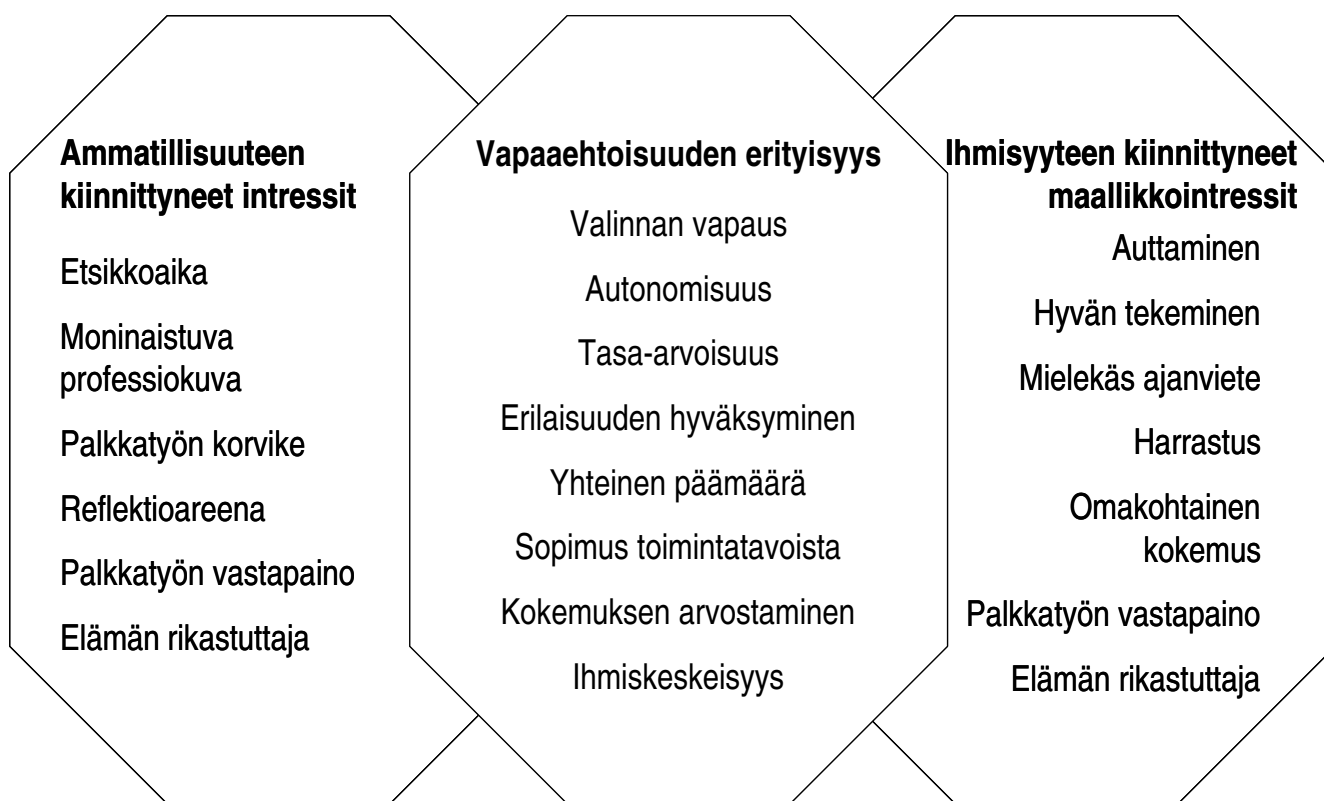 Ammatillisuuteen
kiinnittyneet intressit
Etsikkoaika
Moninaistuva
professiokuva
Palkkatyön korvike
Reflektioareena
Palkkatyön vastapaino
Elämän rikastuttaja
Vapaaehtoisuuden erityisyys
Valinnan vapaus
Autonomisuus
Tasa-arvoisuus
Erilaisuuden hyväksyminen
Yhteinen päämäärä
Sopimus toimintatavoista
Kokemuksen arvostaminen
Ihmiskeskeisyys
Ihmisyyteen kiinnittyneet
maallikkointressit
Auttaminen
Hyvän tekeminen
Mielekäs ajanviete
Harrastus
Omakohtainen
kokemus
Palkkatyön vastapaino
Elämän rikastuttaja